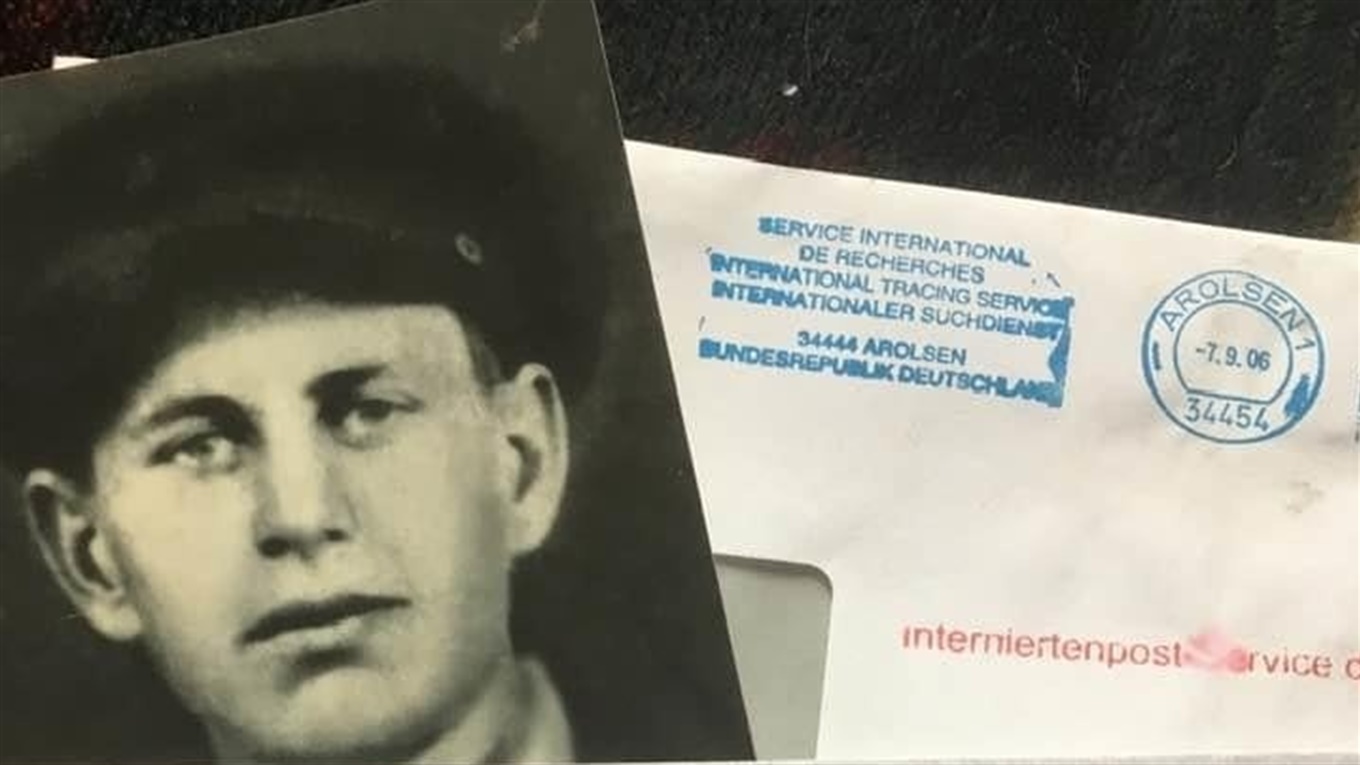 SERVICE INTERNATIONAL
DE RECHERCHES
INTERNATIONAL TRACING SERVICE
INTERNATIONALER SUCHDIENST
34444 AROLSEN
BUNDESREPUBLIK DEUTSCHLAND
AROLSEN 1
-7.9.06
34454
Interniertenpost